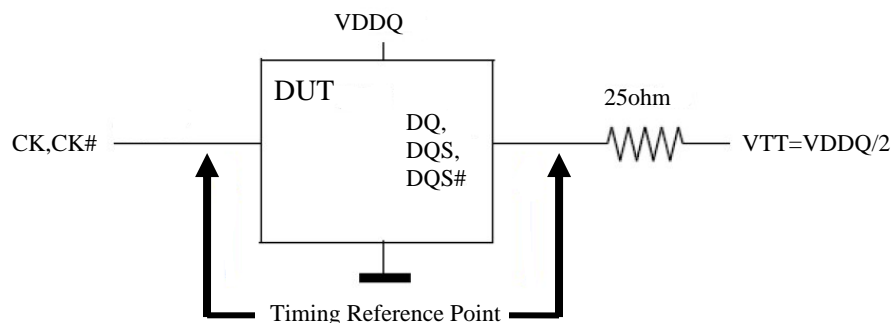 VDDQ
DUT
25ohm
CK,CK#
DQ,
DQS,
DQS#
VTT=VDDQ/2
Timing Reference Point